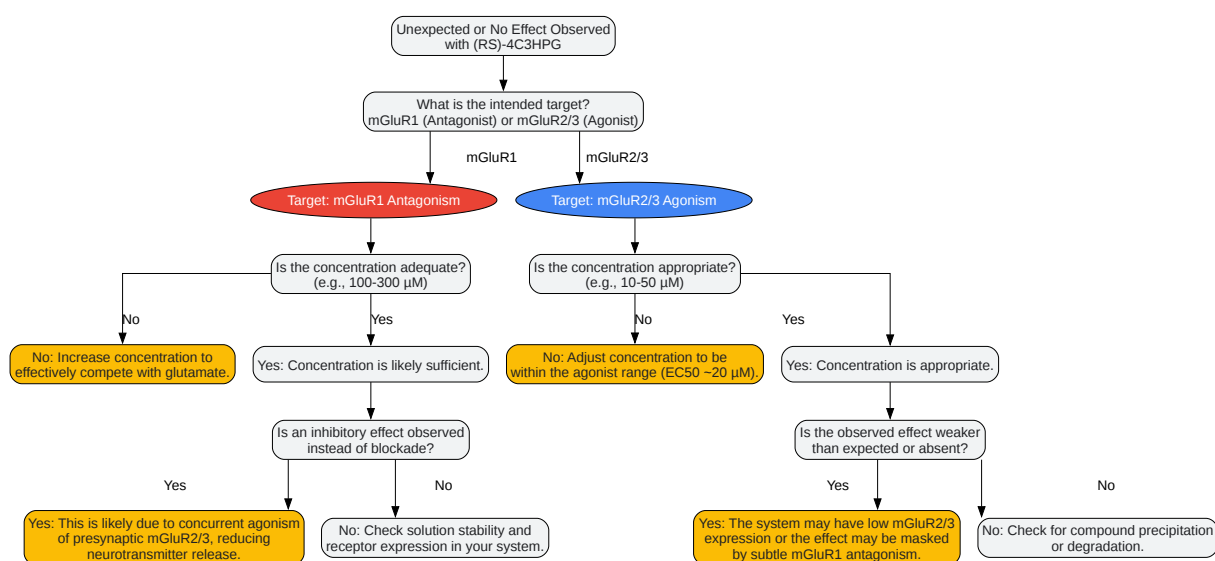 Unexpected or No Effect Observed
with (RS)-4C3HPG
What is the intended target?
mGluR1 (Antagonist) or mGluR2/3 (Agonist)
mGluR1
mGluR2/3
Target: mGluR1 Antagonism
Target: mGluR2/3 Agonism
Is the concentration adequate?
(e.g., 100-300 µM)
Is the concentration appropriate?
(e.g., 10-50 µM)
No
Yes
No
Yes
No: Increase concentration to
effectively compete with glutamate.
Yes: Concentration is likely sufficient.
No: Adjust concentration to be
within the agonist range (EC50 ~20 µM).
Yes: Concentration is appropriate.
Is an inhibitory effect observed
instead of blockade?
Is the observed effect weaker
than expected or absent?
Yes
No
Yes
No
Yes: This is likely due to concurrent agonism
of presynaptic mGluR2/3, reducing
neurotransmitter release.
No: Check solution stability and
receptor expression in your system.
Yes: The system may have low mGluR2/3
expression or the effect may be masked
by subtle mGluR1 antagonism.
No: Check for compound precipitation
or degradation.